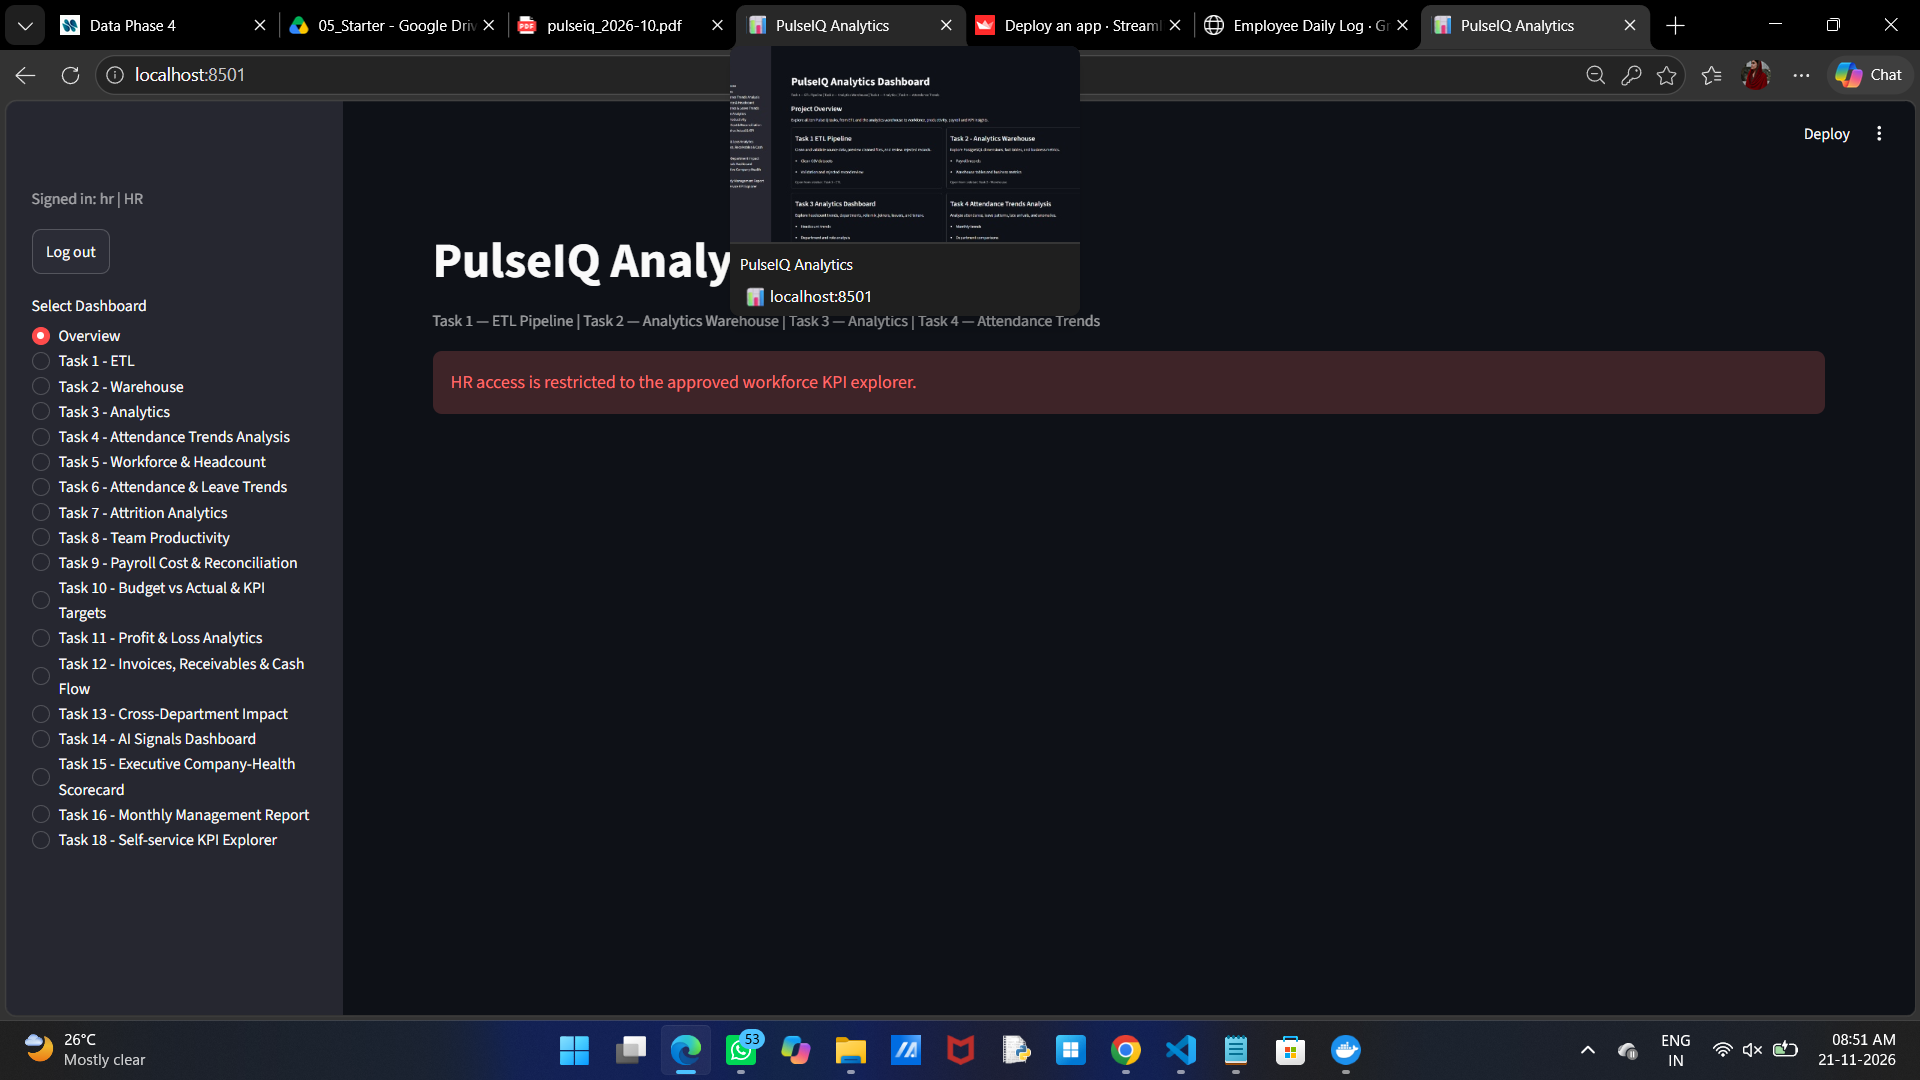 Data Phase 4
05_Starter - Google Driv
pulseiq_2026-10.pdf
PulseIQ Analytics
Deploy an app · Streaml
Employee Daily Log · Gr
PulseIQ Analytics
localhost:8501
Chat
Deploy
Signed in: hr | HR
Log out
Select Dashboard
Overview
Task 1 - ETL
Task 2 - Warehouse
Task 3 - Analytics
Task 4 - Attendance Trends Analysis
Task 5 - Workforce & Headcount
Task 6 - Attendance & Leave Trends
Task 7 - Attrition Analytics
Task 8 - Team Productivity
Task 9 - Payroll Cost & Reconciliation
Task 10 - Budget vs Actual & KPI
Targets
Task 11 - Profit & Loss Analytics
Task 12 - Invoices, Receivables & Cash
Flow
Task 13 - Cross-Department Impact
Task 14 - AI Signals Dashboard
Task 15 - Executive Company-Health
Scorecard
Task 16 - Monthly Management Report
Task 18 - Self-service KPI Explorer
PulseIQ Analytics Dashboard
Project Overview
Task 1 ETL Pipeline
Task 2 - Analytics Warehouse
Task 3 Analytics Dashboard
Task 4 Attendance Trends Analysis
PulseIQ Analytics
localhost:8501
PulseIQ Analy
Task 1 — ETL Pipeline | Task 2 — Analytics Warehouse | Task 3 — Analytics | Task 4 — Attendance Trends
HR access is restricted to the approved workforce KPI explorer.
26°C
Mostly clear
53
ENG
IN
08:51 AM
21-11-2026